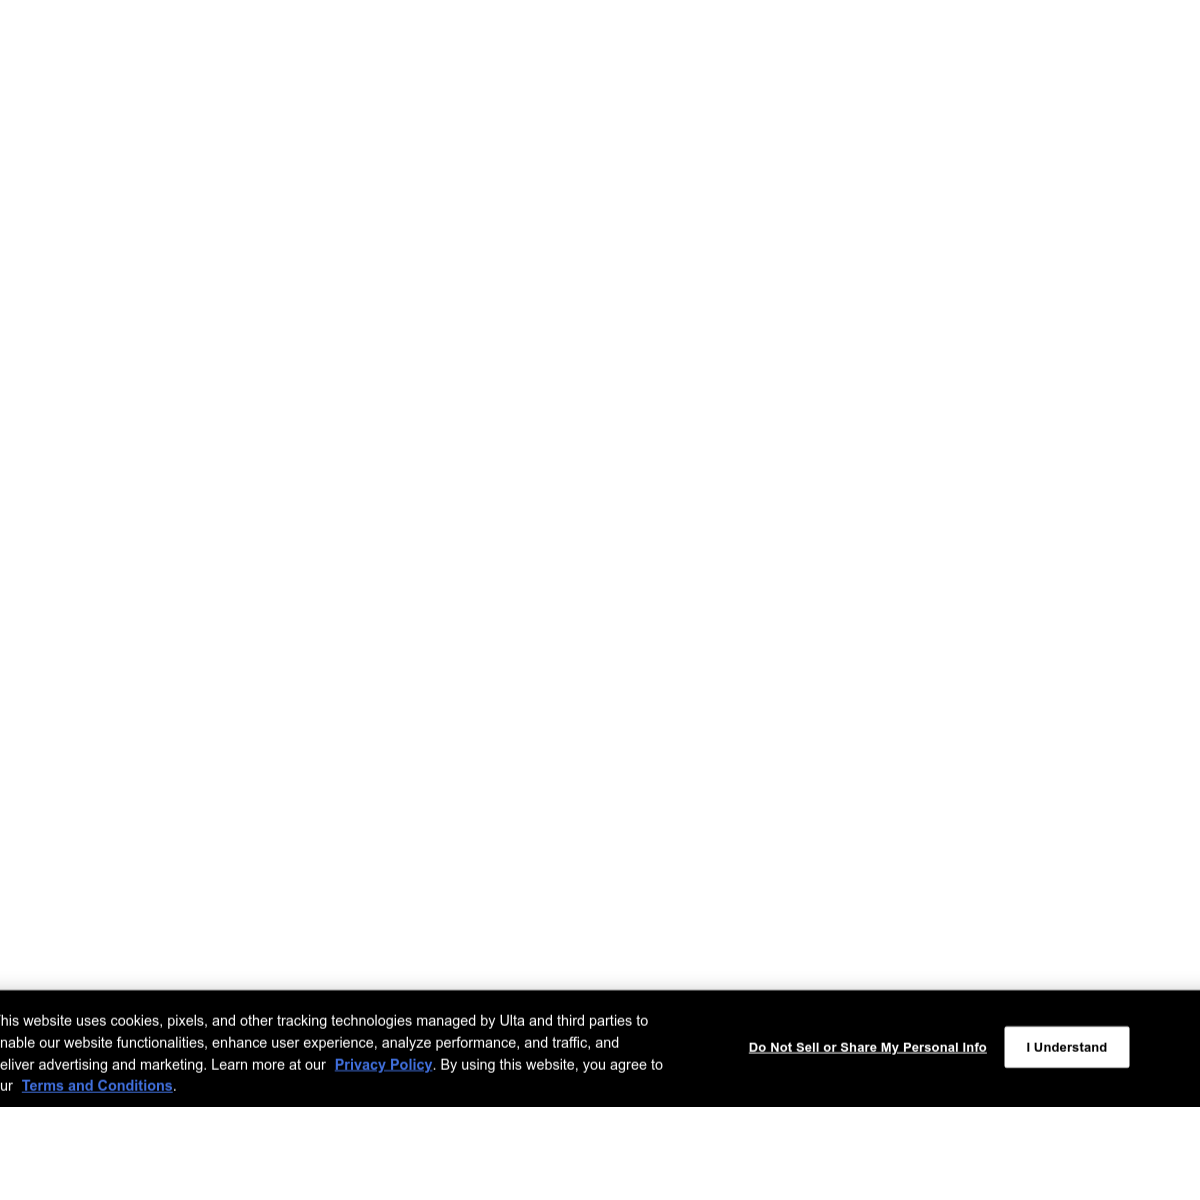 his website uses cookies, pixels, and other tracking technologies managed by Ulta and third parties to
nable our website functionalities, enhance user experience, analyze performance, and traffic, and
eliver advertising and marketing. Learn more at our Privacy Policy. By using this website, you agree to
ur Terms and Conditions.
Do Not Sell or Share My Personal Info
I Understand